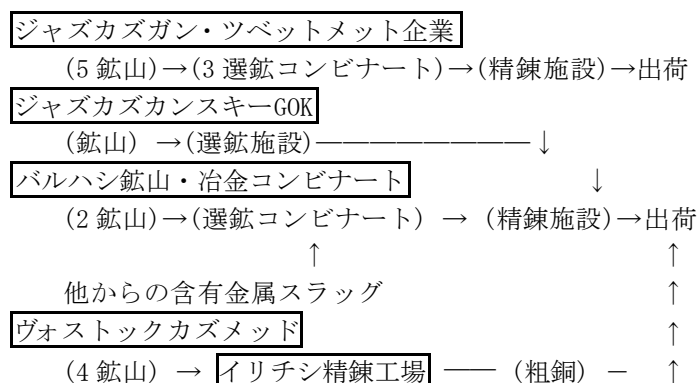 ジャズカズガン・ツベットメット企業
(5 鉱山)→(3 選鉱コンビナート)→(精錬施設)→出荷
ジャズカズカンスキーGOK
(鉱山) →(選鉱施設)————————↓
バルハシ鉱山・冶金コンビナート ↓
(2 鉱山)→(選鉱コンビナート) → (精錬施設)→出荷
↑ ↑
他からの含有金属スラッグ ↑
ヴォストックカズメッド ↑
(4 鉱山) → イリチシ精錬工場 —— (粗銅) － ↑